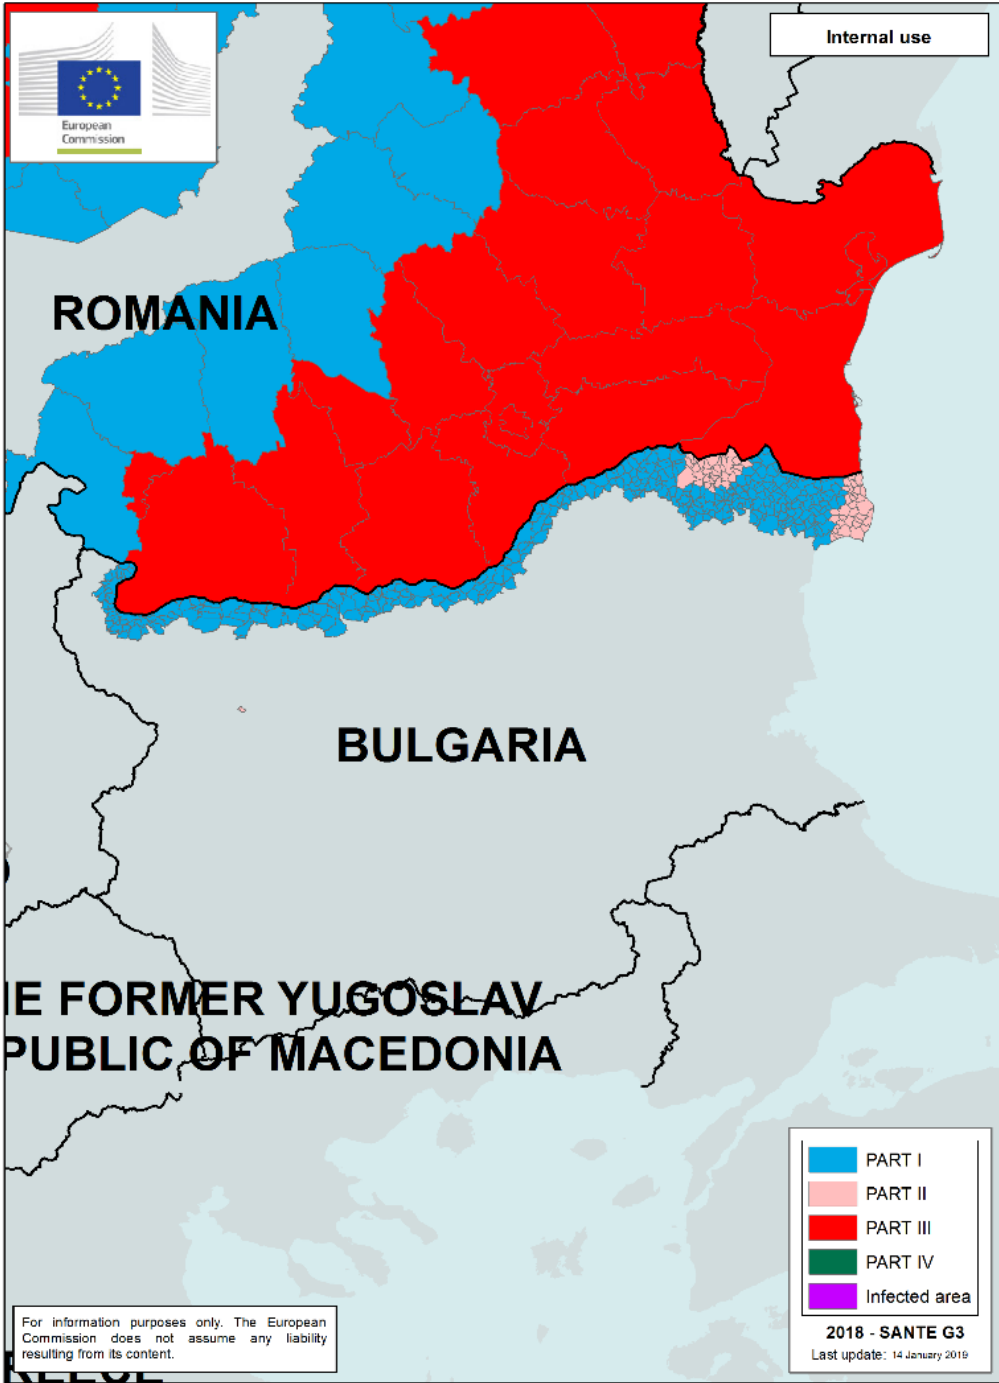 European
Commission
Internal use
ROMANIA
BULGARIA
IE FORMER YUGOSLAV
PUBLIC OF MACEDONIA
PART I
PART II
PART III
PART IV
Infected area
2018 - SANTE G3
Last update: 14 January 2019
For information purposes only. The European
Commission does not assume any liability
resulting from its content.
REECE